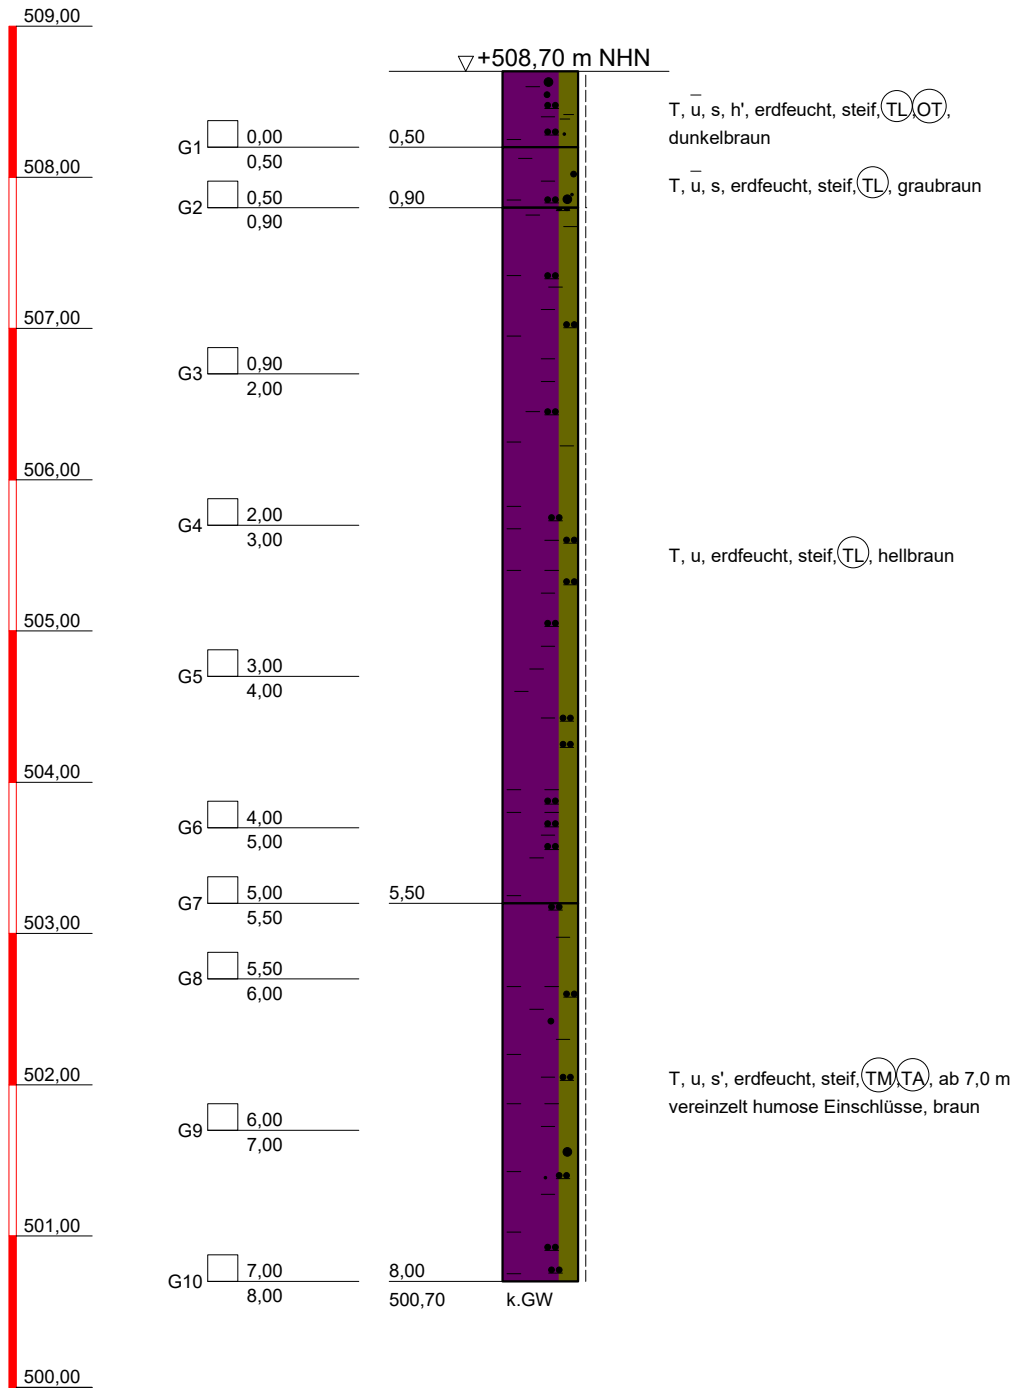 509,00
+508,70 m NHN
T, ū, s, h', erdfeucht, steif, TL, OT,
dunkelbraun
G1 0,00 0,50
0,50
508,00
T, ū, s, erdfeucht, steif, TL, graubraun
G2 0,50 0,90
0,90
507,00
G3 0,90
2,00
506,00
G4 2,00
3,00
T, u, erdfeucht, steif, TL, hellbraun
505,00
G5 3,00
4,00
504,00
G6 4,00
5,00
G7 5,00 5,50
5,50
503,00
G8 5,50
6,00
502,00
T, u, s', erdfeucht, steif, TM, TA, ab 7,0 m
vereinzelt humose Einschlüsse, braun
G9 6,00
7,00
501,00
G10 7,00 8,00
8,00 500,70 k.GW
500,00